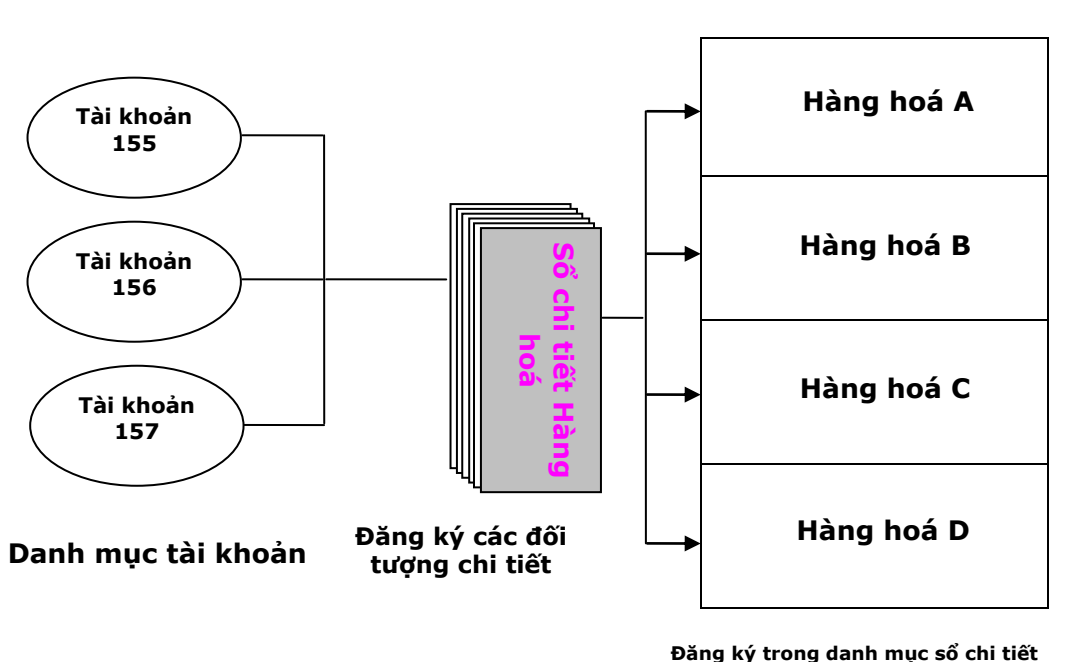 Tài khoản
155
Tài khoản
156
Tài khoản
157
Danh mục tài khoản
Sổ chi tiết Hàng
hoá
Đăng ký các đối
tượng chi tiết
Hàng hoá A
Hàng hoá B
Hàng hoá C
Hàng hoá D
Đăng ký trong danh mục sổ chi tiết